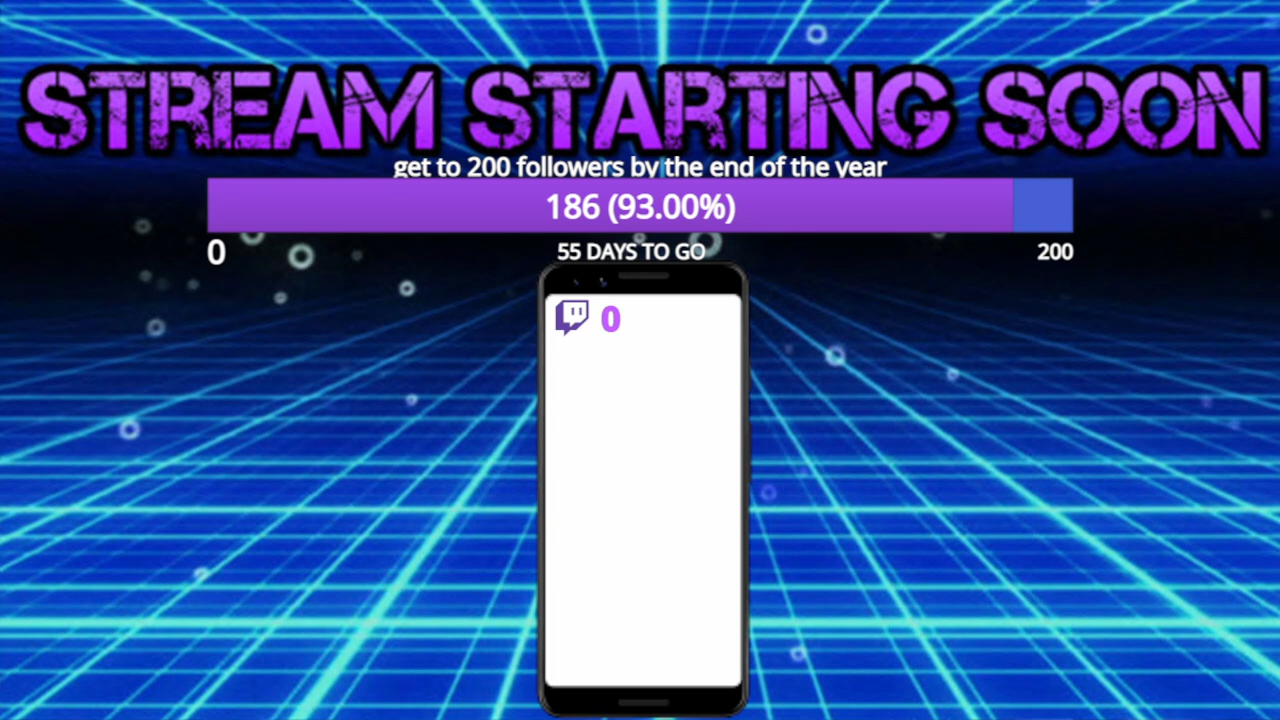 STREAM STARTING SOON
get to 200 followers by the end of the year
186 (93.00%)
0 55 DAYS TO GO 200
0